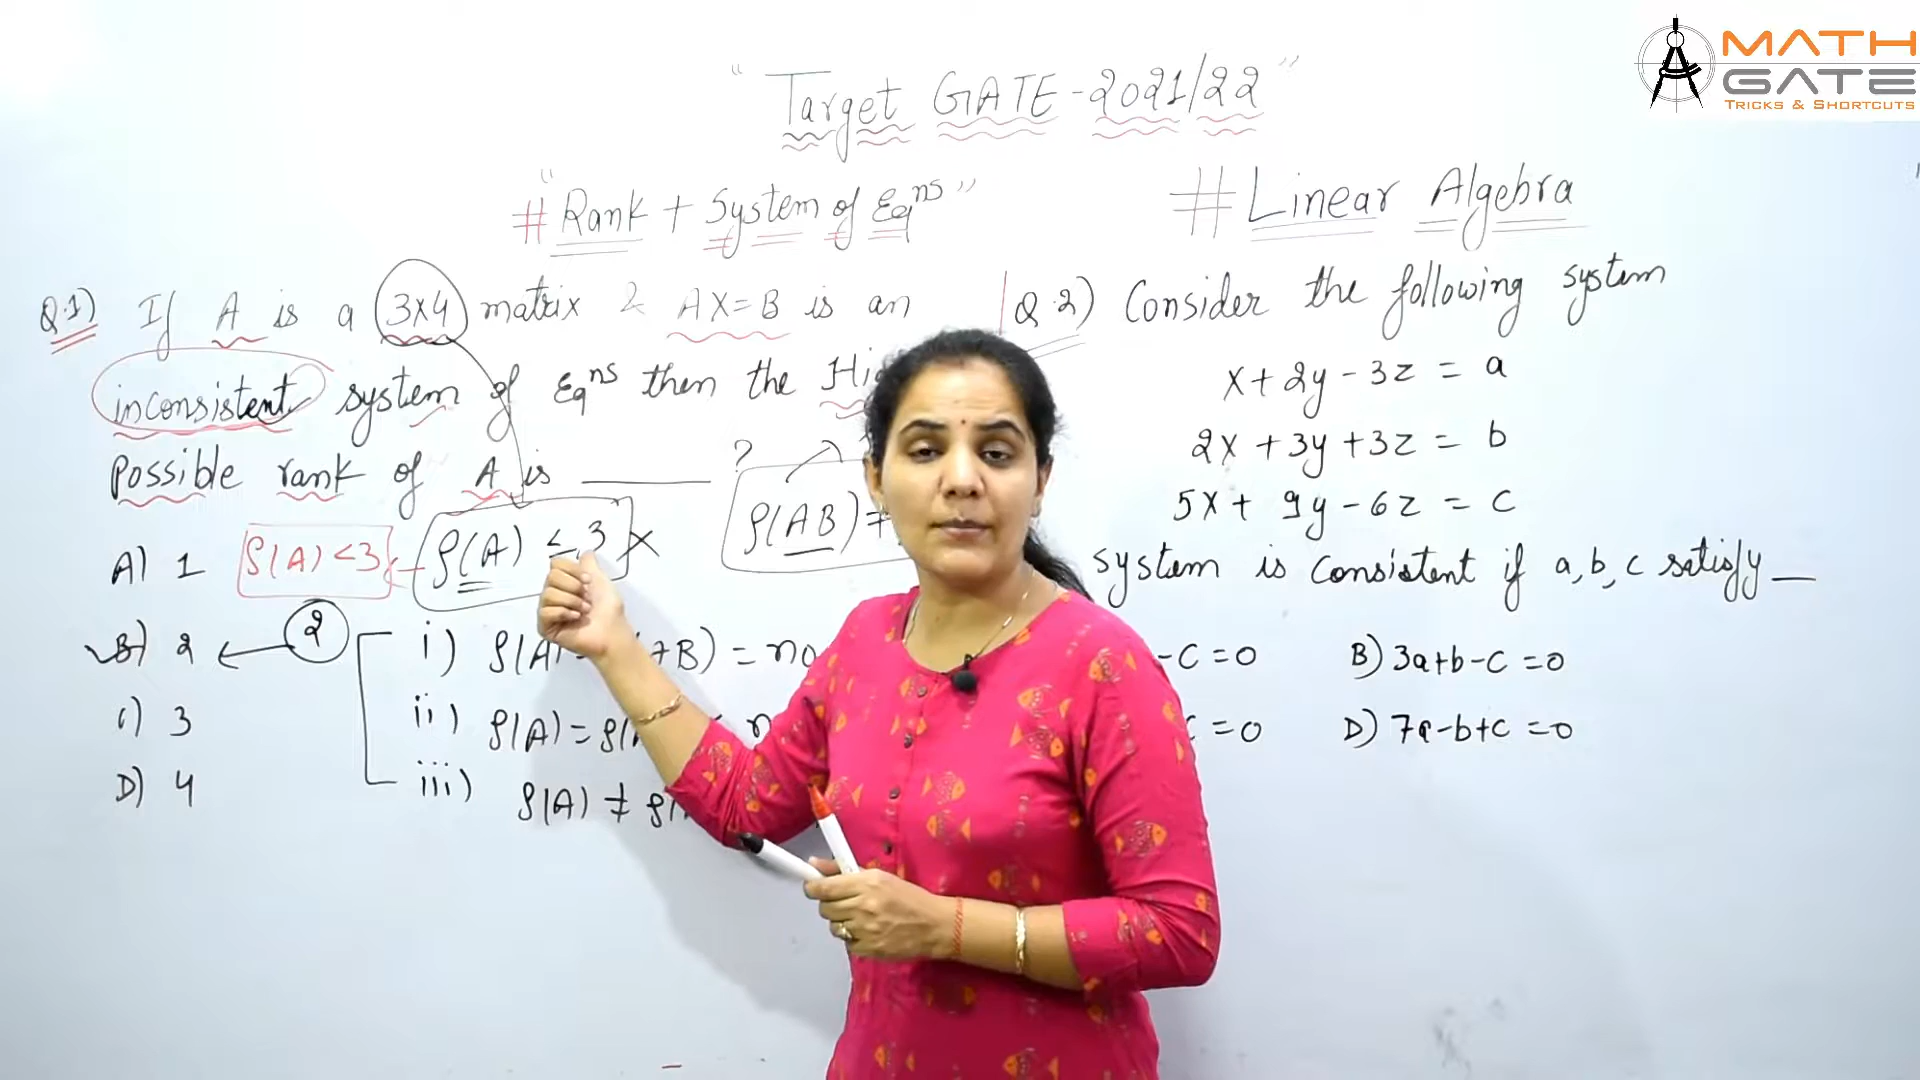 MATH
GATE
TRICKS & SHORTCUTS
"Target GATE-2021/22"
"# Rank + System of Eqns"
# Linear Algebra
Q.1) If A is a 3x4 matrix & AX=B is an
inconsistent system of Eqns then the
Possible rank of A is ______
ρ(A) ≤ 3 X
ρ(A) < 3
?
ρ(AB) ≠
A) 1
B) 2 ← 2
C) 3
D) 4
i) ρ(A) B) = no
ii) ρ(A) = ρ(
iii) ρ(A) ≠ ρ(
Q.2) Consider the following system
x + 2y - 3z = a
2x + 3y + 3z = b
5x + 9y - 6z = c
system is consistent if a, b, c satisfy __
-c = 0
B) 3a+b-c = 0
c = 0
D) 7a-b+c = 0